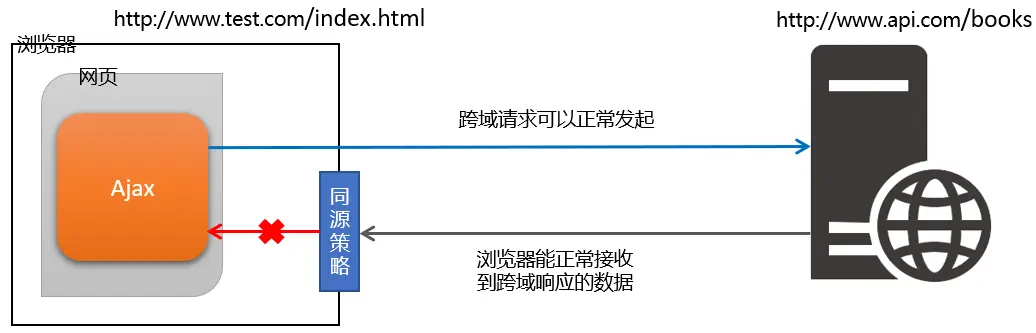 http://www.test.com/index.html
http://www.api.com/books
浏览器
网页
跨域请求可以正常发起
Ajax
同
源
策
略
浏览器能正常接收
到跨域响应的数据